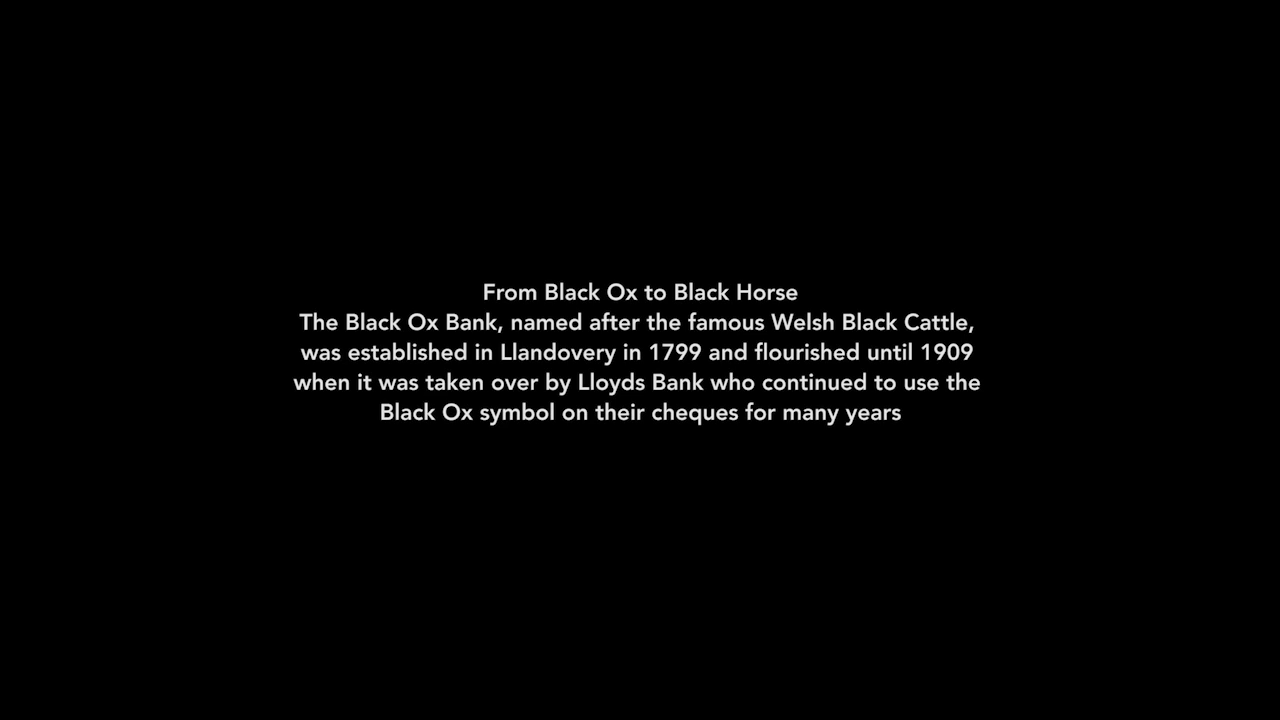 From Black Ox to Black Horse
The Black Ox Bank, named after the famous Welsh Black Cattle,
was established in Llandovery in 1799 and flourished until 1909
when it was taken over by Lloyds Bank who continued to use the
Black Ox symbol on their cheques for many years